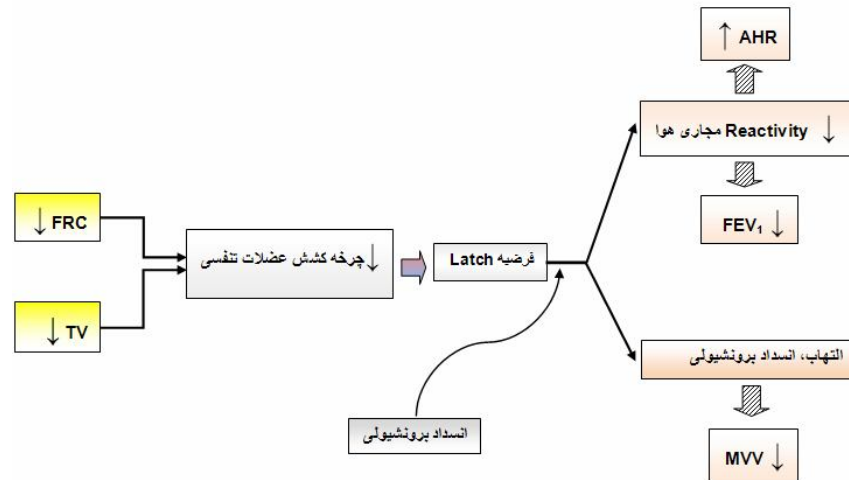 ↑ AHR
↓ Reactivity مجاری هوا
FEV₁ ↓
↓ FRC
↓ چرخه کشش عضلات تنفسی
فرضیه Latch
↓ TV
التهاب، انسداد برونشیولی
انسداد برونشیولی
MVV ↓